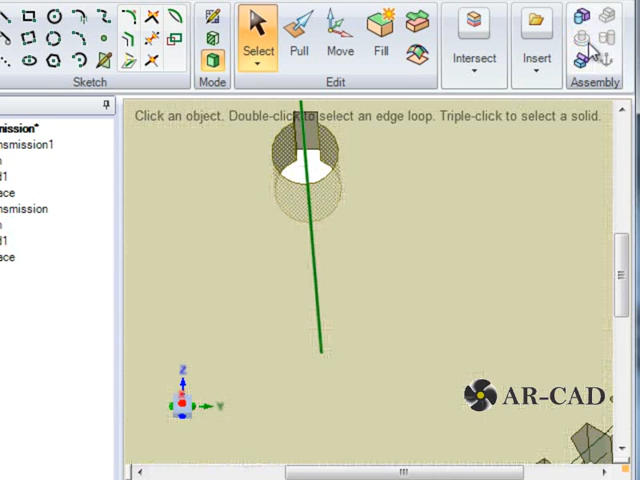 Select
Pull
Move
Fill
Intersect
Insert
Sketch
Mode
Edit
Assembly
Click an object. Double-click to select an edge loop. Triple-click to select a solid.
ission*
nsmission1
n
d1
ace
nsmission
n
d1
ace
Z
Y
AR-CAD